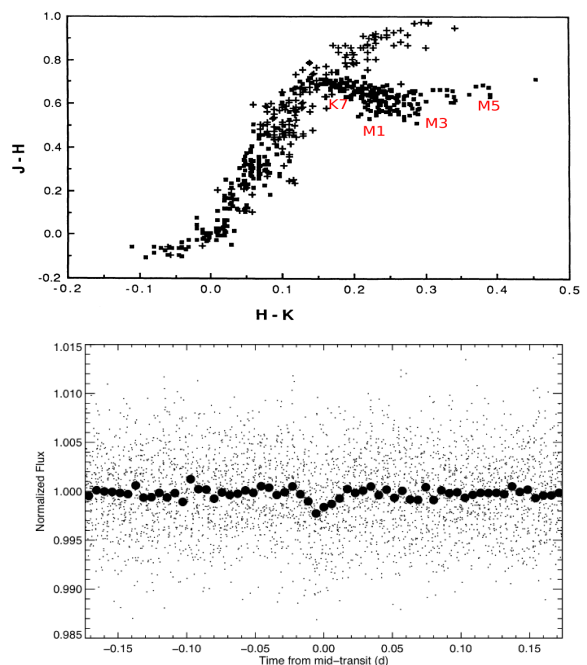 1.0
0.8
0.6
0.4
0.2
0.0
-0.2
J - H
K7
M1
M3
M5
-0.2 -0.1 0.0 0.1 0.2 0.3 0.4 0.5
H - K
1.015
1.010
1.005
1.000
0.995
0.990
0.985
Normalized Flux
−0.15 −0.10 −0.05 0.00 0.05 0.10 0.15
Time from mid−transit (d)